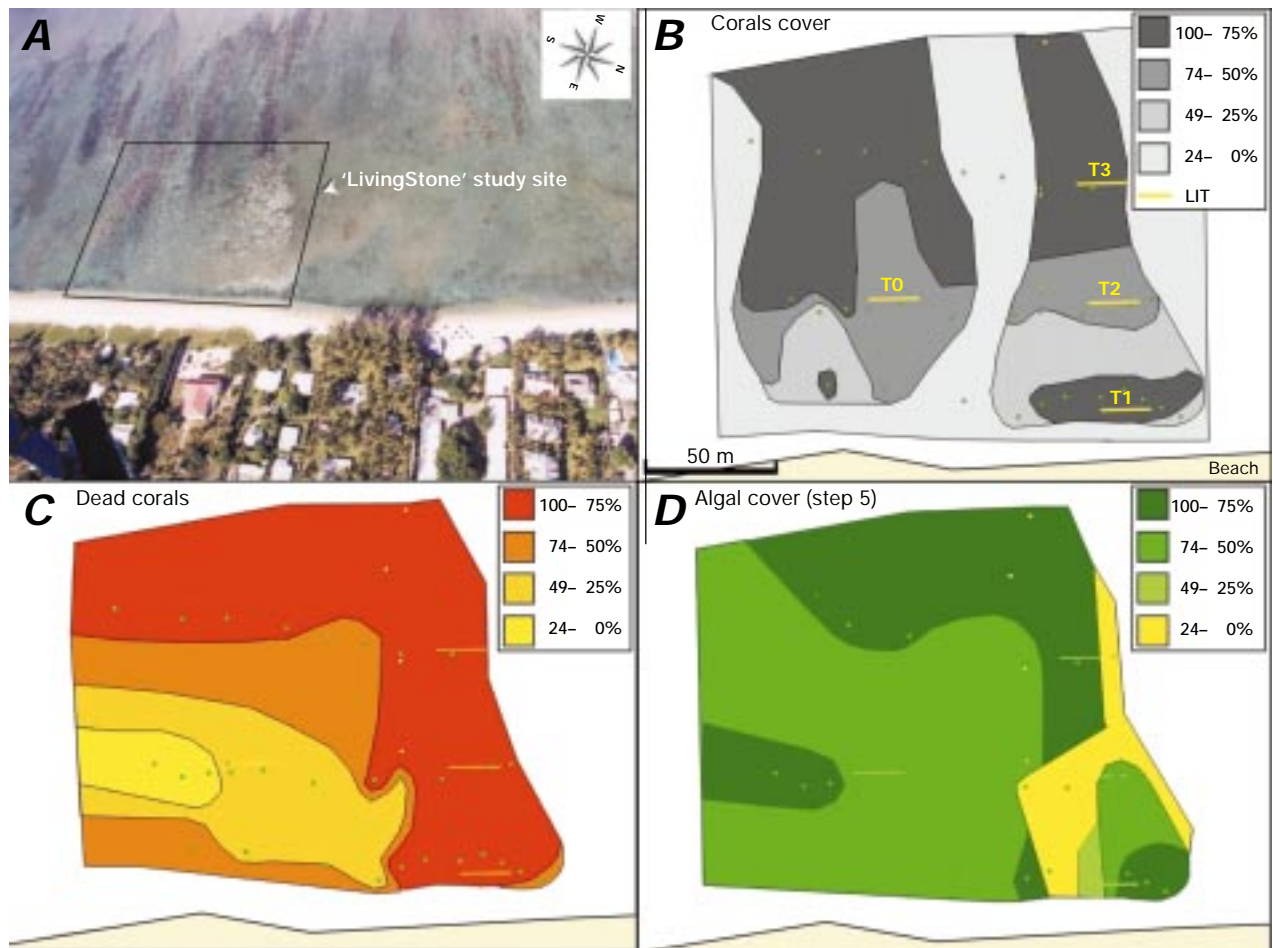 A
W
S
N
E
'LivingStone' study site
B
Corals cover
100– 75%
74– 50%
49– 25%
24– 0%
LIT
T3
T0
T2
T1
50 m
Beach
C
Dead corals
100– 75%
74– 50%
49– 25%
24– 0%
D
Algal cover (step 5)
100– 75%
74– 50%
49– 25%
24– 0%